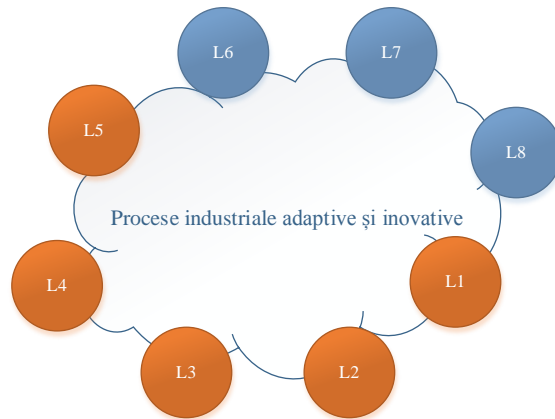 L6
L7
L5
L8
Procese industriale adaptive și inovative
L4
L1
L3
L2